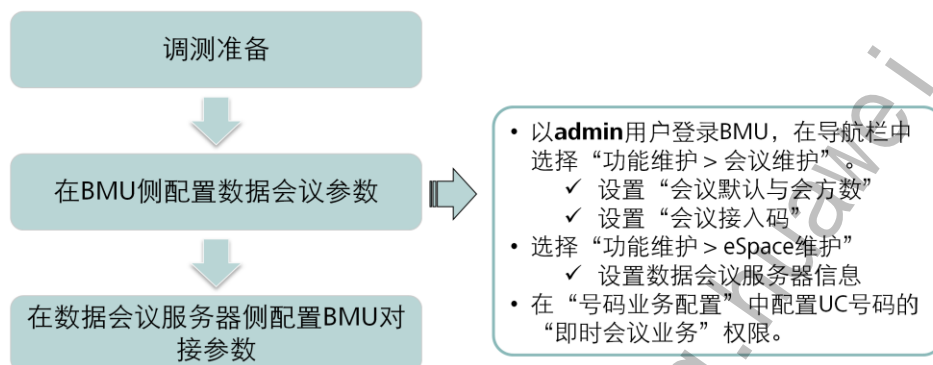 调测准备
在BMU侧配置数据会议参数
在数据会议服务器侧配置BMU对
接参数
• 以admin用户登录BMU，在导航栏中
选择“功能维护 > 会议维护”。
✓ 设置“会议默认与会方数”
✓ 设置“会议接入码”
• 选择“功能维护 > eSpace维护”
✓ 设置数据会议服务器信息
• 在“号码业务配置”中配置UC号码的
“即时会议业务”权限。
g.huawei